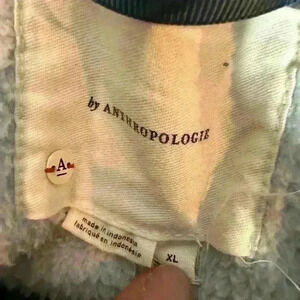 by ANTHROPOLOGIE
A
made in indonesia
fabriqué en indonésie
XL